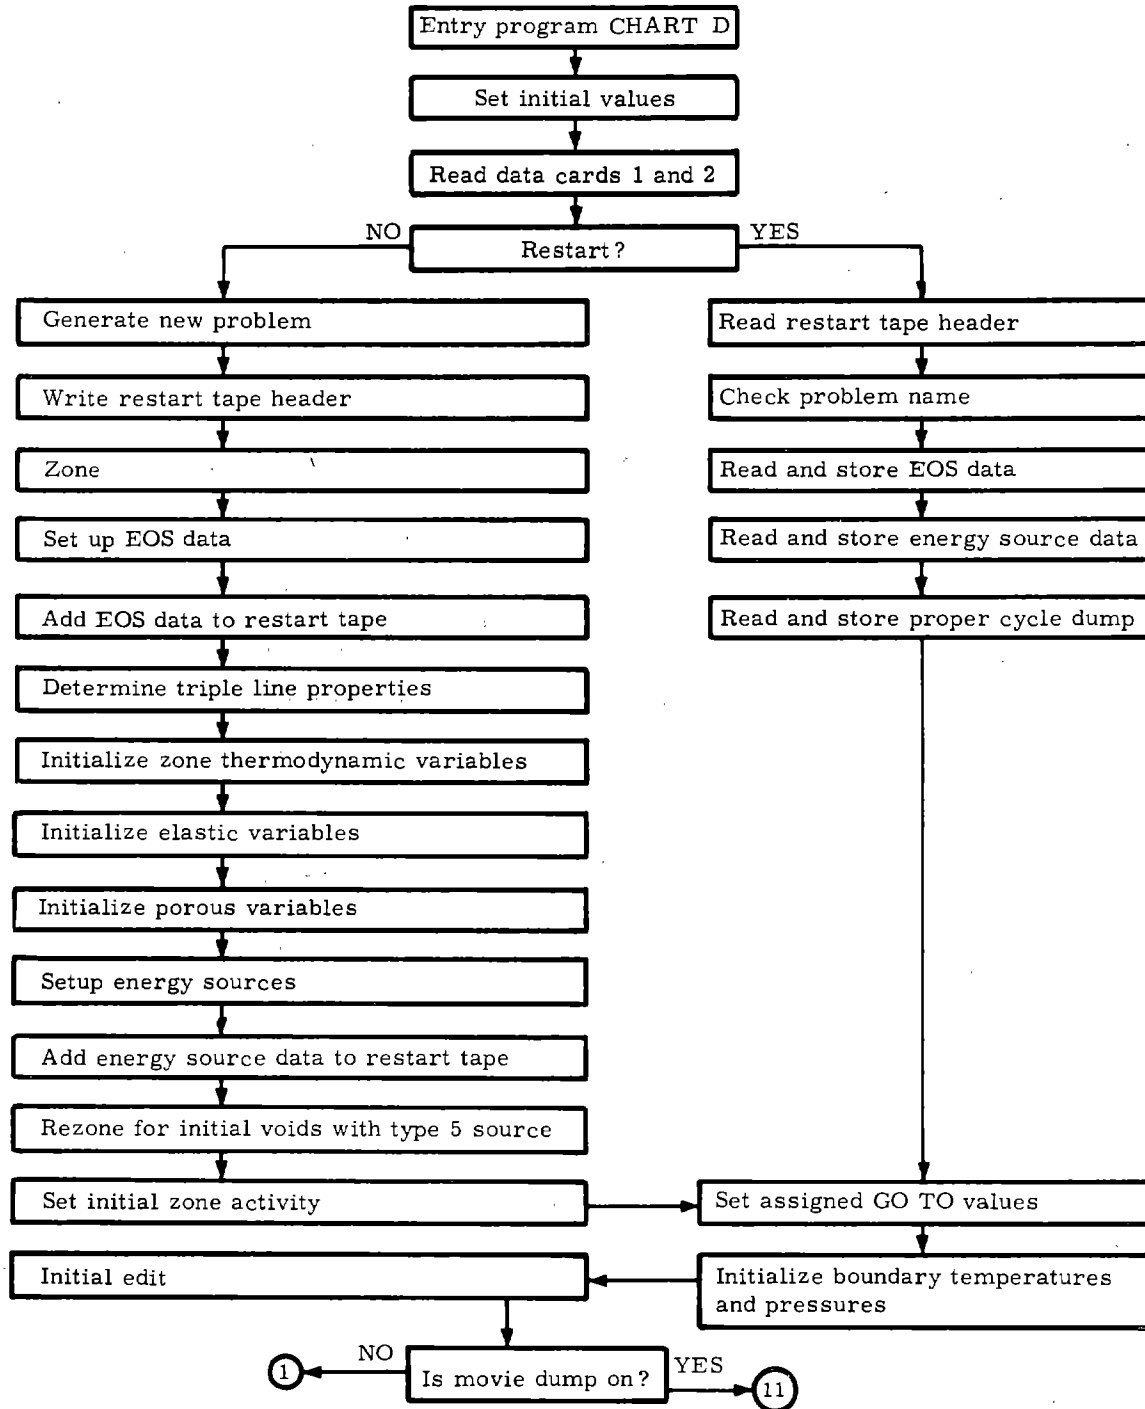 Entry program CHART D
Set initial values
Read data cards 1 and 2
NO
YES
Restart?
Generate new problem
Write restart tape header
Zone
Set up EOS data
Add EOS data to restart tape
Determine triple line properties
Initialize zone thermodynamic variables
Initialize elastic variables
Initialize porous variables
Setup energy sources
Add energy source data to restart tape
Rezone for initial voids with type 5 source
Set initial zone activity
Read restart tape header
Check problem name
Read and store EOS data
Read and store energy source data
Read and store proper cycle dump
Set assigned GO TO values
Initialize boundary temperatures
and pressures
Initial edit
NO
YES
1
Is movie dump on?
11